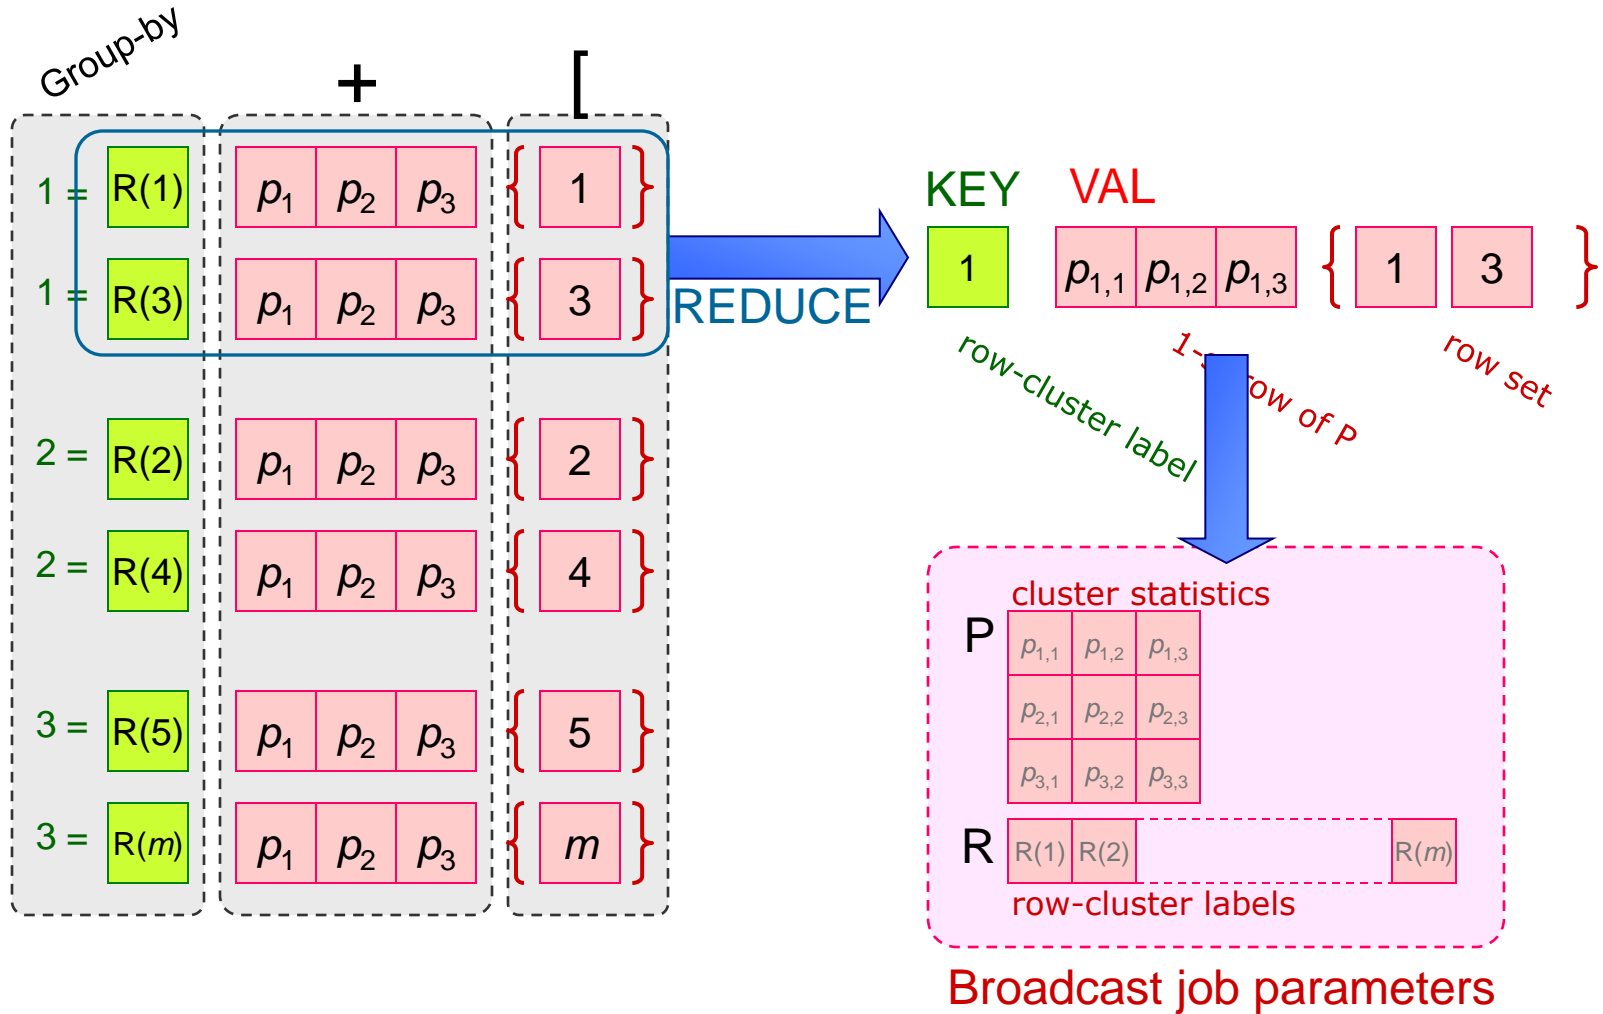 Group-by
+
[
1 = R(1) p1 p2 p3 { 1 }
1 = R(3) p1 p2 p3 { 3 }
2 = R(2) p1 p2 p3 { 2 }
2 = R(4) p1 p2 p3 { 4 }
3 = R(5) p1 p2 p3 { 5 }
3 = R(m) p1 p2 p3 { m }
REDUCE
KEY VAL
1 p1,1 p1,2 p1,3 { 1 3 }
row-cluster label
row of P
row set
cluster statistics
P
p1,1 p1,2 p1,3
p2,1 p2,2 p2,3
p3,1 p3,2 p3,3
R R(1) R(2) R(m)
row-cluster labels
Broadcast job parameters